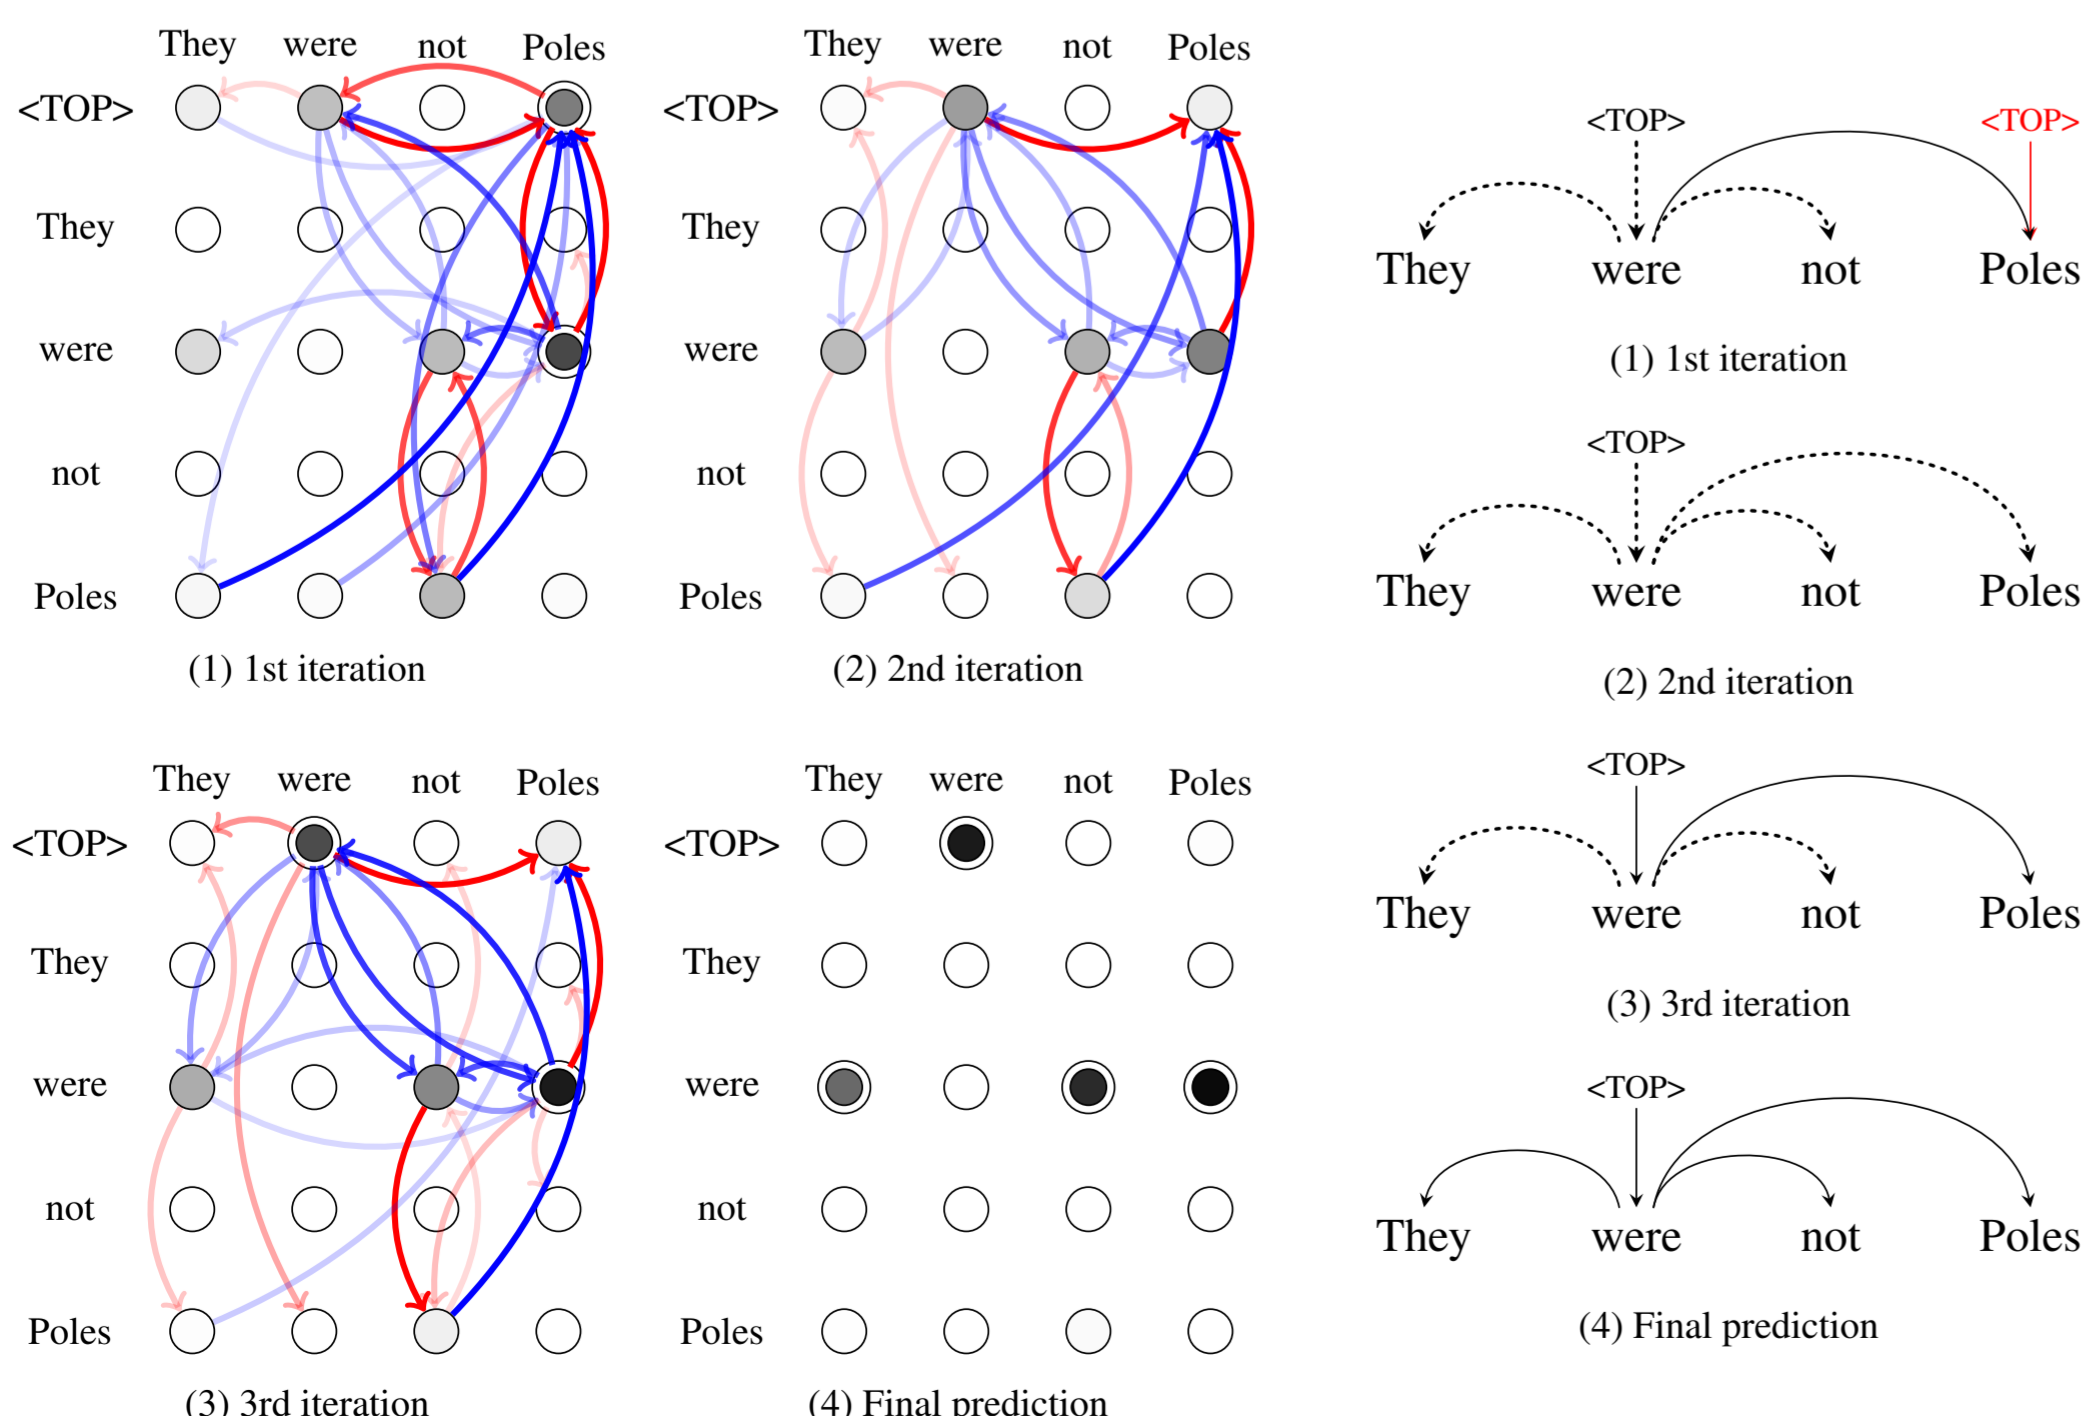 They were not Poles
<TOP>
They
were
not
Poles
(1) 1st iteration
They were not Poles
<TOP>
They
were
not
Poles
(2) 2nd iteration
They were not Poles
<TOP>
They
were
not
Poles
(3) 3rd iteration
They were not Poles
<TOP>
They
were
not
Poles
(4) Final prediction
<TOP> <TOP>
They were not Poles
(1) 1st iteration
<TOP>
They were not Poles
(2) 2nd iteration
<TOP>
They were not Poles
(3) 3rd iteration
<TOP>
They were not Poles
(4) Final prediction